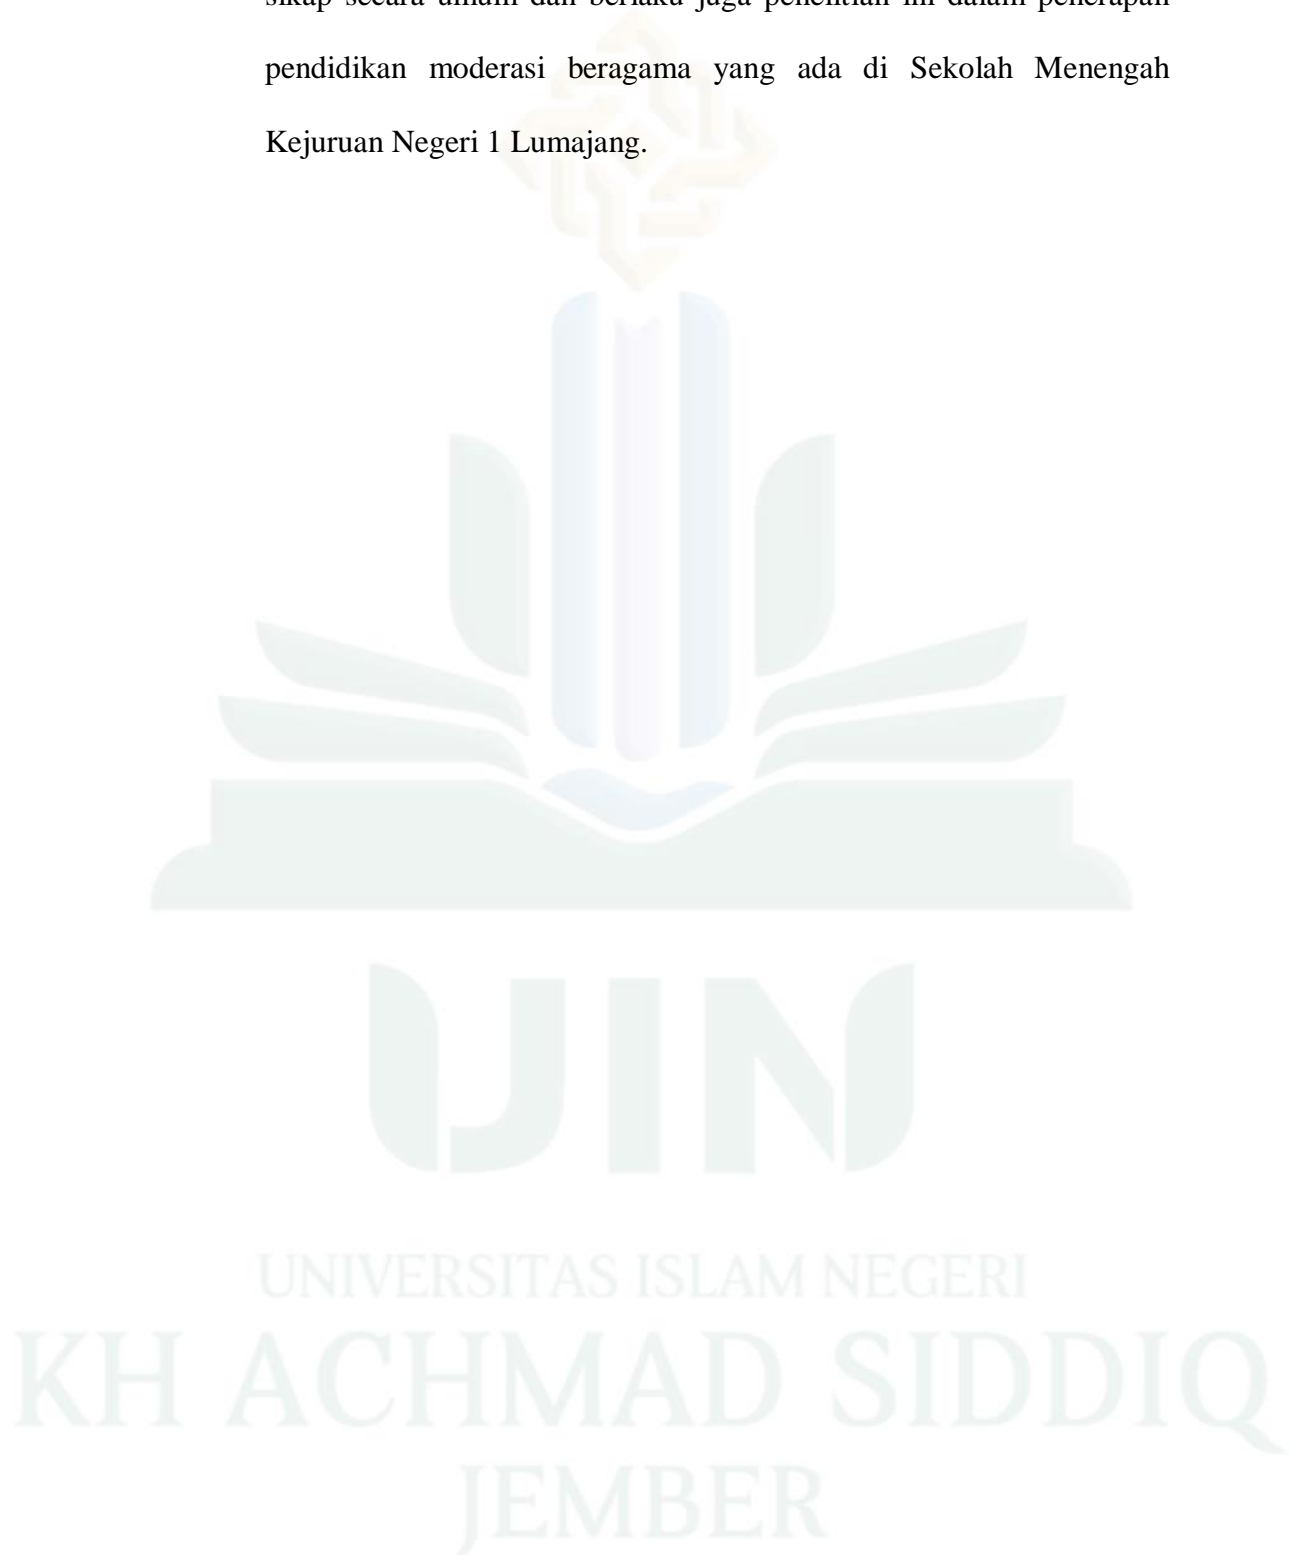 sikap secara umum dan berlaku juga penelitian ini dalam penerapan
pendidikan moderasi beragama yang ada di Sekolah Menengah
Kejuruan Negeri 1 Lumajang.
UIN
UNIVERSITAS ISLAM NEGERI
KH ACHMAD SIDDIQ
JEMBER